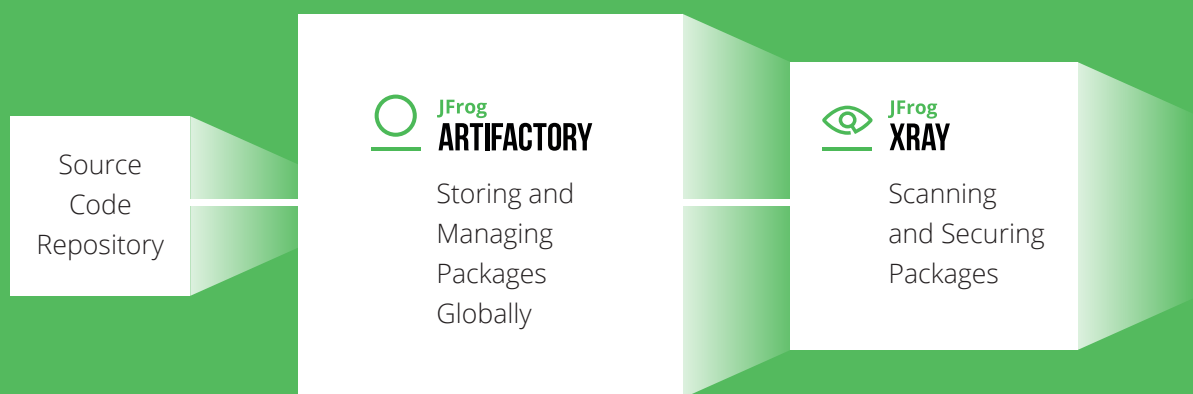 Source
Code
Repository
JFrog
ARTIFACTORY
Storing and
Managing
Packages
Globally
JFrog
XRAY
Scanning
and Securing
Packages